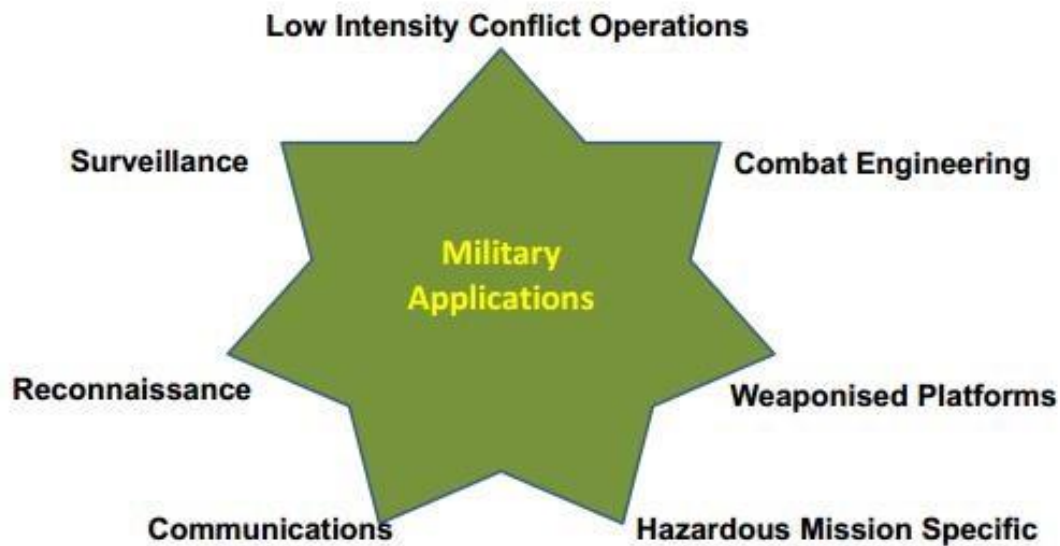 Low Intensity Conflict Operations
Surveillance
Combat Engineering
Military
Applications
Reconnaissance
Weaponised Platforms
Communications
Hazardous Mission Specific